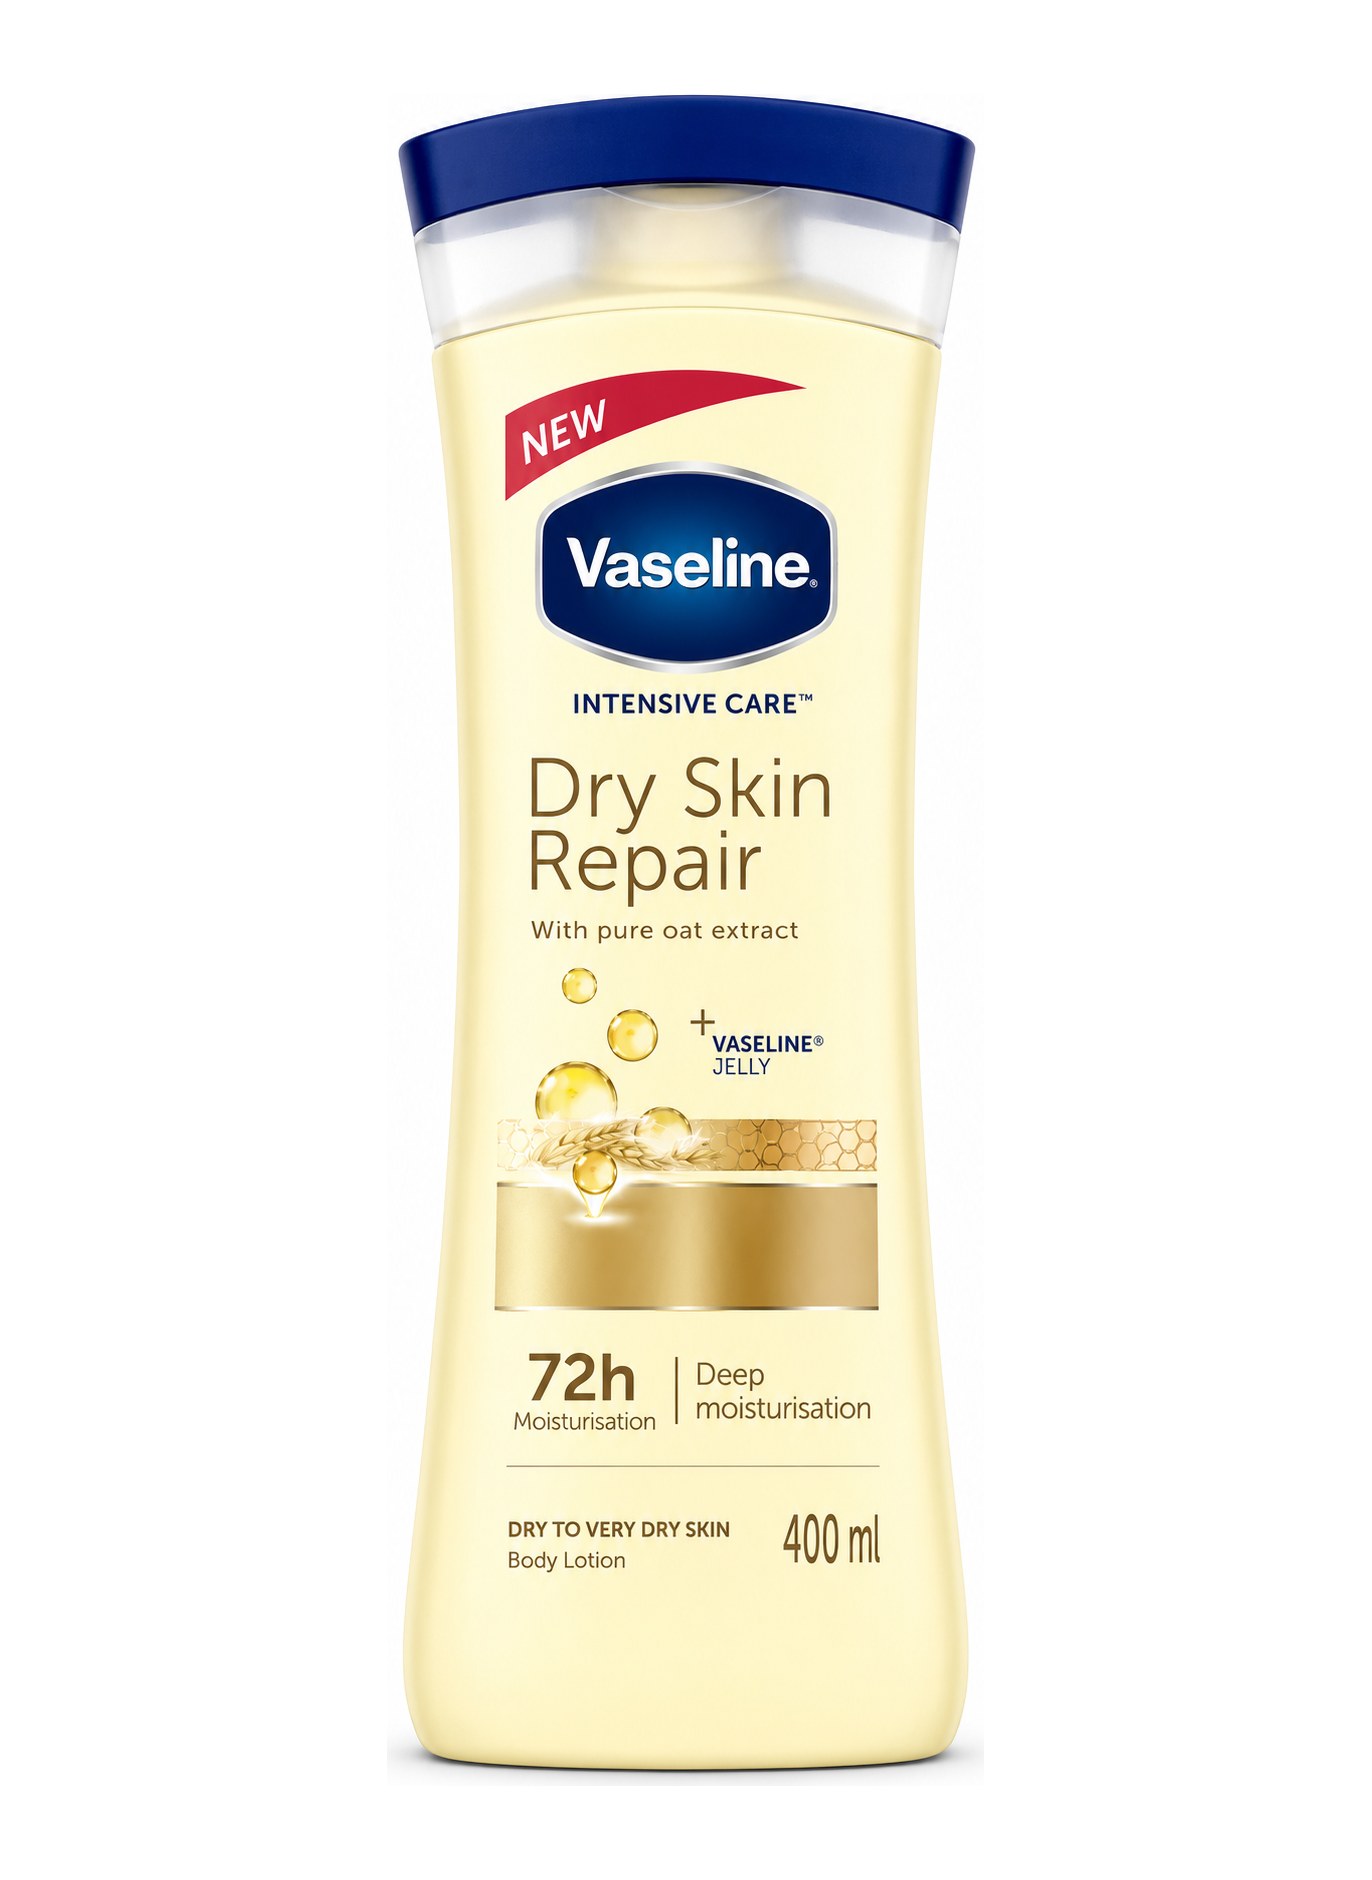 NEW
Vaseline®
INTENSIVE CARE™
Dry Skin
Repair
With pure oat extract
+
VASELINE®
JELLY
72h
Moisturisation
Deep
moisturisation
DRY TO VERY DRY SKIN
Body Lotion
400 ml